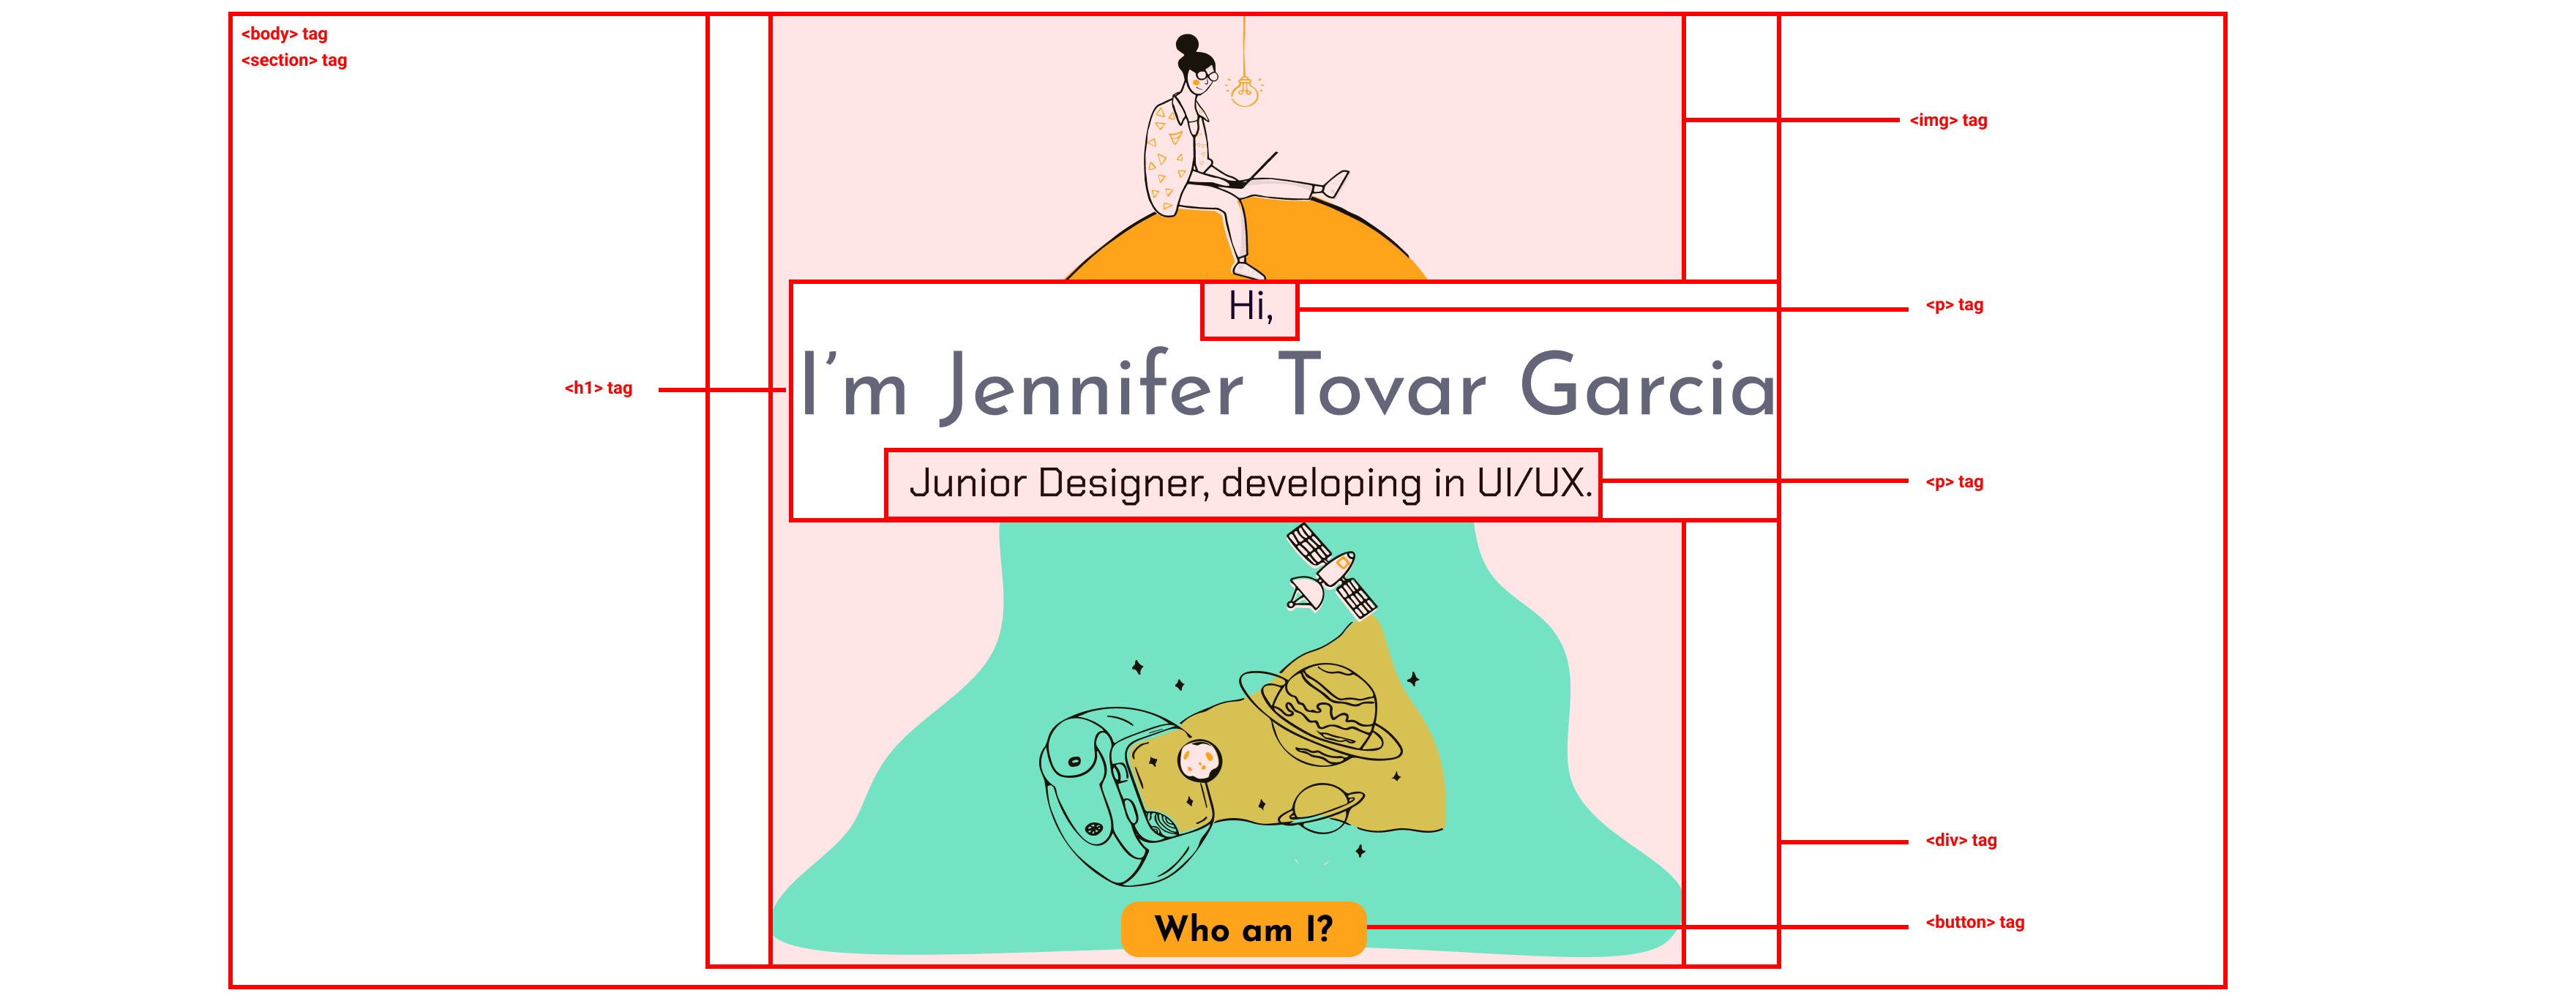 <body> tag
<section> tag
<img> tag
Hi,
<p> tag
<h1> tag
I’m Jennifer Tovar Garcia
Junior Designer, developing in UI/UX.
<p> tag
<div> tag
Who am I?
<button> tag